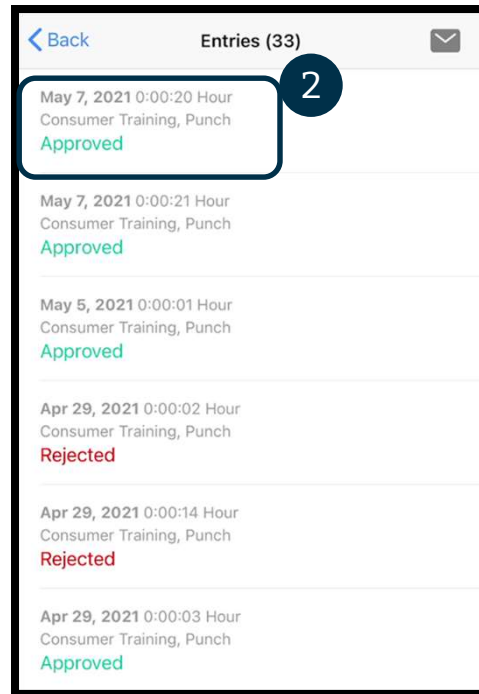 Back
Entries (33)
2
May 7, 2021 0:00:20 Hour
Consumer Training, Punch
Approved
May 7, 2021 0:00:21 Hour
Consumer Training, Punch
Approved
May 5, 2021 0:00:01 Hour
Consumer Training, Punch
Approved
Apr 29, 2021 0:00:02 Hour
Consumer Training, Punch
Rejected
Apr 29, 2021 0:00:14 Hour
Consumer Training, Punch
Rejected
Apr 29, 2021 0:00:03 Hour
Consumer Training, Punch
Approved